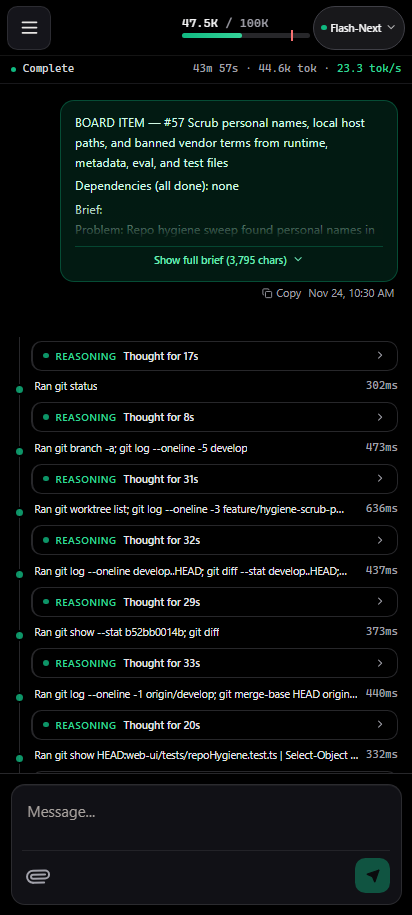 47.5K / 100K
Flash-Next
Complete
43m 57s · 44.6k tok · 23.3 tok/s
BOARD ITEM — #57 Scrub personal names, local host
paths, and banned vendor terms from runtime,
metadata, eval, and test files
Dependencies (all done): none
Brief:
Problem: Repo hygiene sweep found personal names in
Show full brief (3,795 chars)
Copy Nov 24, 10:30 AM
REASONING Thought for 17s
Ran git status 302ms
REASONING Thought for 8s
Ran git branch -a; git log --oneline -5 develop 473ms
REASONING Thought for 31s
Ran git worktree list; git log --oneline -3 feature/hygiene-scrub-p... 636ms
REASONING Thought for 32s
Ran git log --oneline develop..HEAD; git diff --stat develop..HEAD;... 437ms
REASONING Thought for 29s
Ran git show --stat b52bb0014b; git diff 373ms
REASONING Thought for 33s
Ran git log --oneline -1 origin/develop; git merge-base HEAD origin... 440ms
REASONING Thought for 20s
Ran git show HEAD:web-ui/tests/repoHygiene.test.ts | Select-Object ... 332ms
Message...